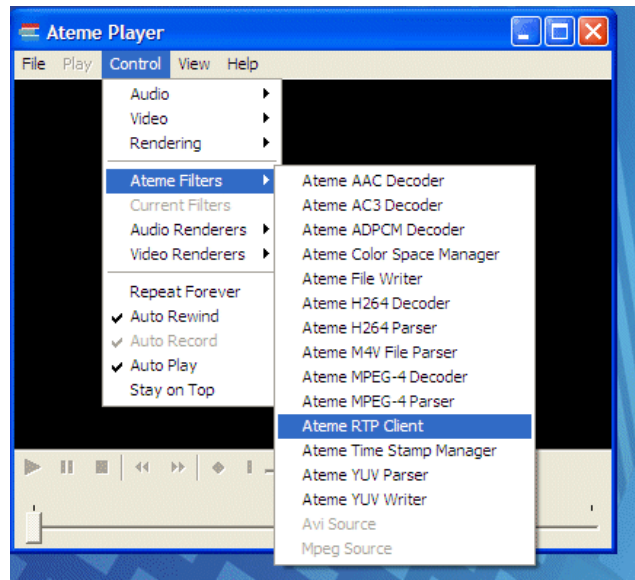 Ateme Player
File Play Control View Help
Audio
Video
Rendering
Ateme Filters
Current Filters
Audio Renderers
Video Renderers
Repeat Forever
Auto Rewind
Auto Record
Auto Play
Stay on Top
Ateme AAC Decoder
Ateme AC3 Decoder
Ateme ADPCM Decoder
Ateme Color Space Manager
Ateme File Writer
Ateme H264 Decoder
Ateme H264 Parser
Ateme M4V File Parser
Ateme MPEG-4 Decoder
Ateme MPEG-4 Parser
Ateme RTP Client
Ateme Time Stamp Manager
Ateme YUV Parser
Ateme YUV Writer
Avi Source
Mpeg Source